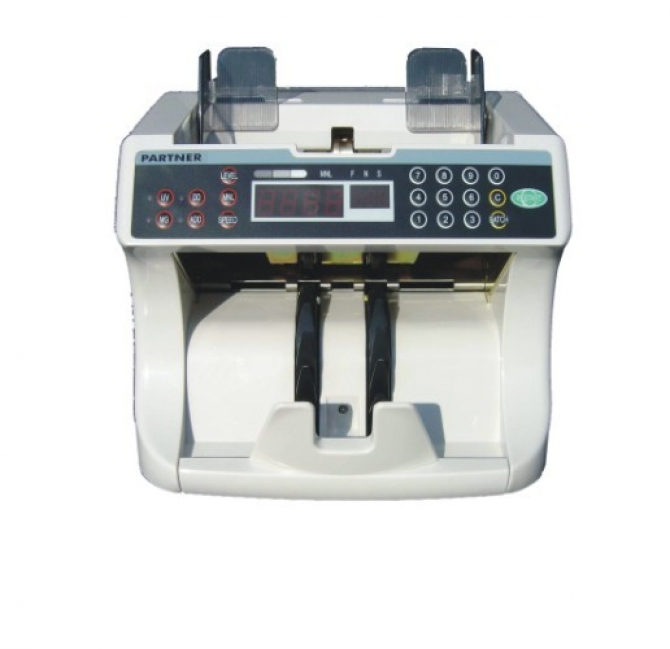 PARTNER
LEVEL
MNL F N S
7 8 9 0
UV DD MNL
4 5 6 C
MG ADD SPEED
1 2 3 BATCH